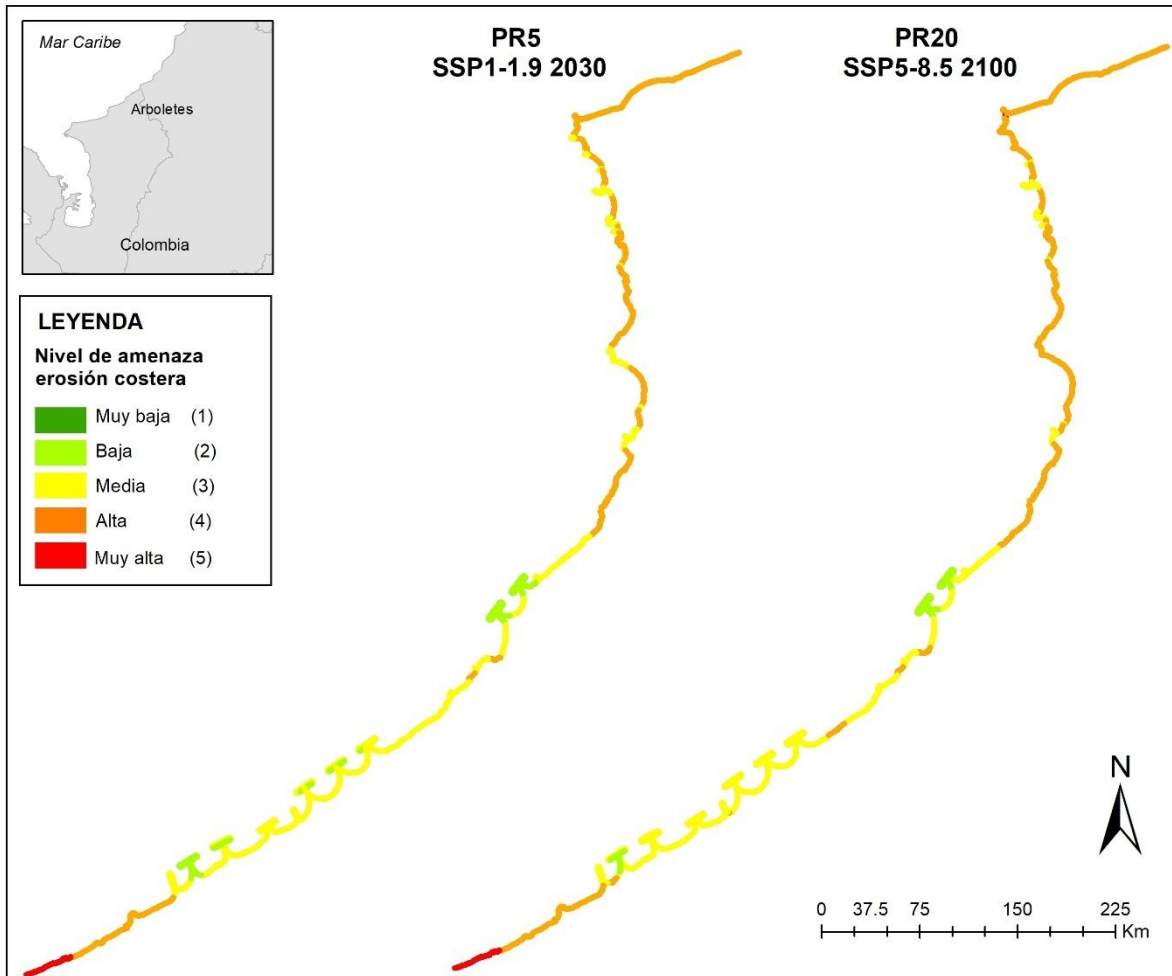 Mar Caribe
Arboletes
Colombia
PR5
SSP1-1.9 2030
PR20
SSP5-8.5 2100
LEYENDA
Nivel de amenaza
erosión costera
Muy baja (1)
Baja (2)
Media (3)
Alta (4)
Muy alta (5)
N
0 37.5 75 150 225
Km